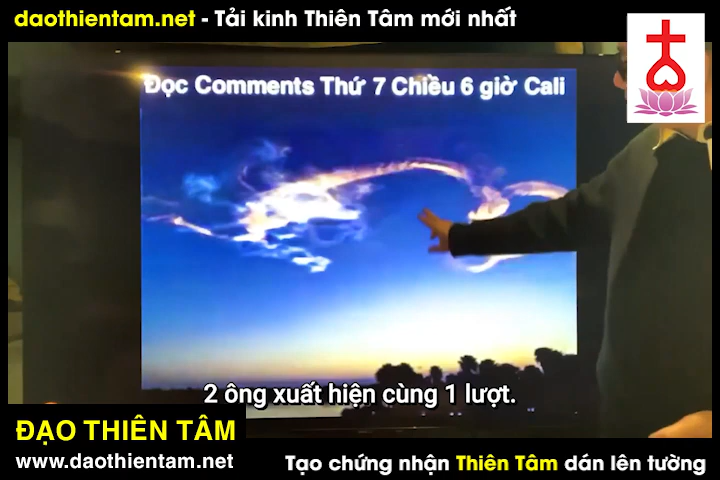 daothientam.net - Tải kinh Thiên Tâm mới nhất
Đọc Comments Thứ 7 Chiều 6 giờ Cali
2 ông xuất hiện cùng 1 lượt.
ĐẠO THIÊN TÂM
www.daothientam.net
Tạo chứng nhận Thiên Tâm dán lên tường